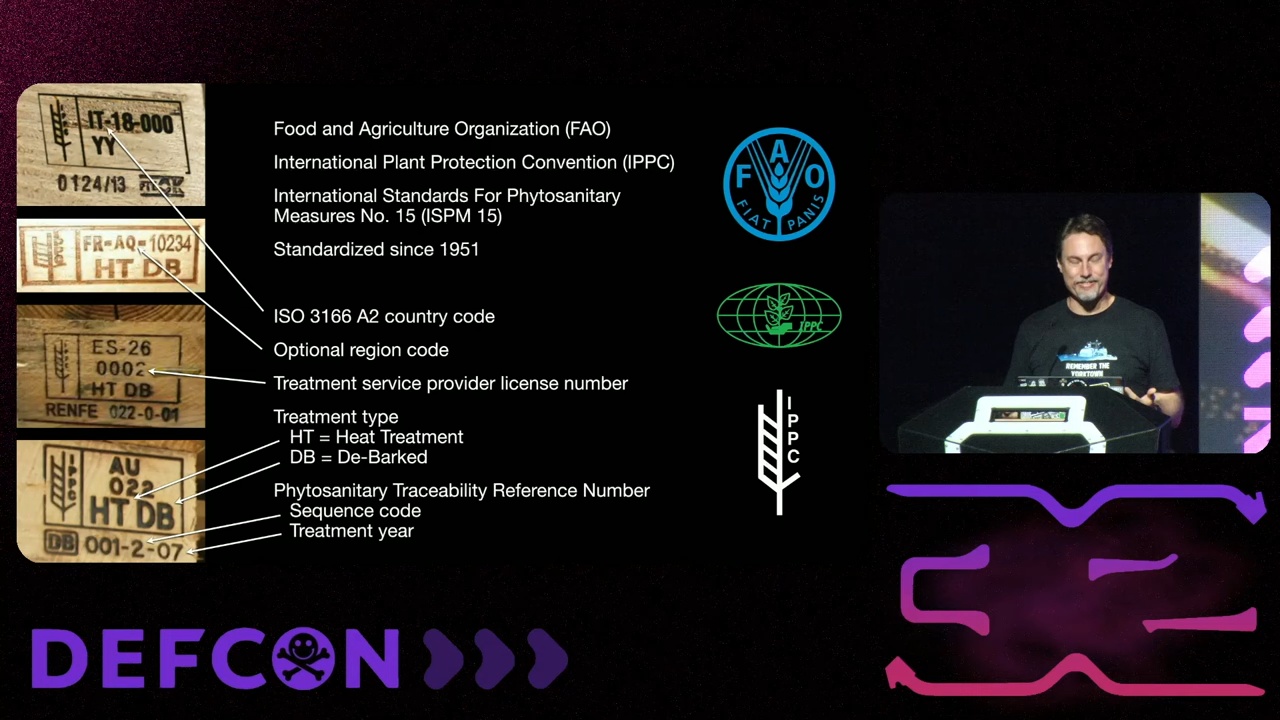 IT-18-000
YY
0124/13
FR-AQ-10234
HT DB
ES-26
0002
HT DB
RENFE 022-0-01
IPPC
AU
022
HT DB
DB 001-2-07
Food and Agriculture Organization (FAO)
International Plant Protection Convention (IPPC)
International Standards For Phytosanitary
Measures No. 15 (ISPM 15)
Standardized since 1951
ISO 3166 A2 country code
Optional region code
Treatment service provider license number
Treatment type
HT = Heat Treatment
DB = De-Barked
Phytosanitary Traceability Reference Number
Sequence code
Treatment year
F A O
FIAT PANIS
IPPC
IPPC
REMEMBER THE
YORKTOWN
DEFCON